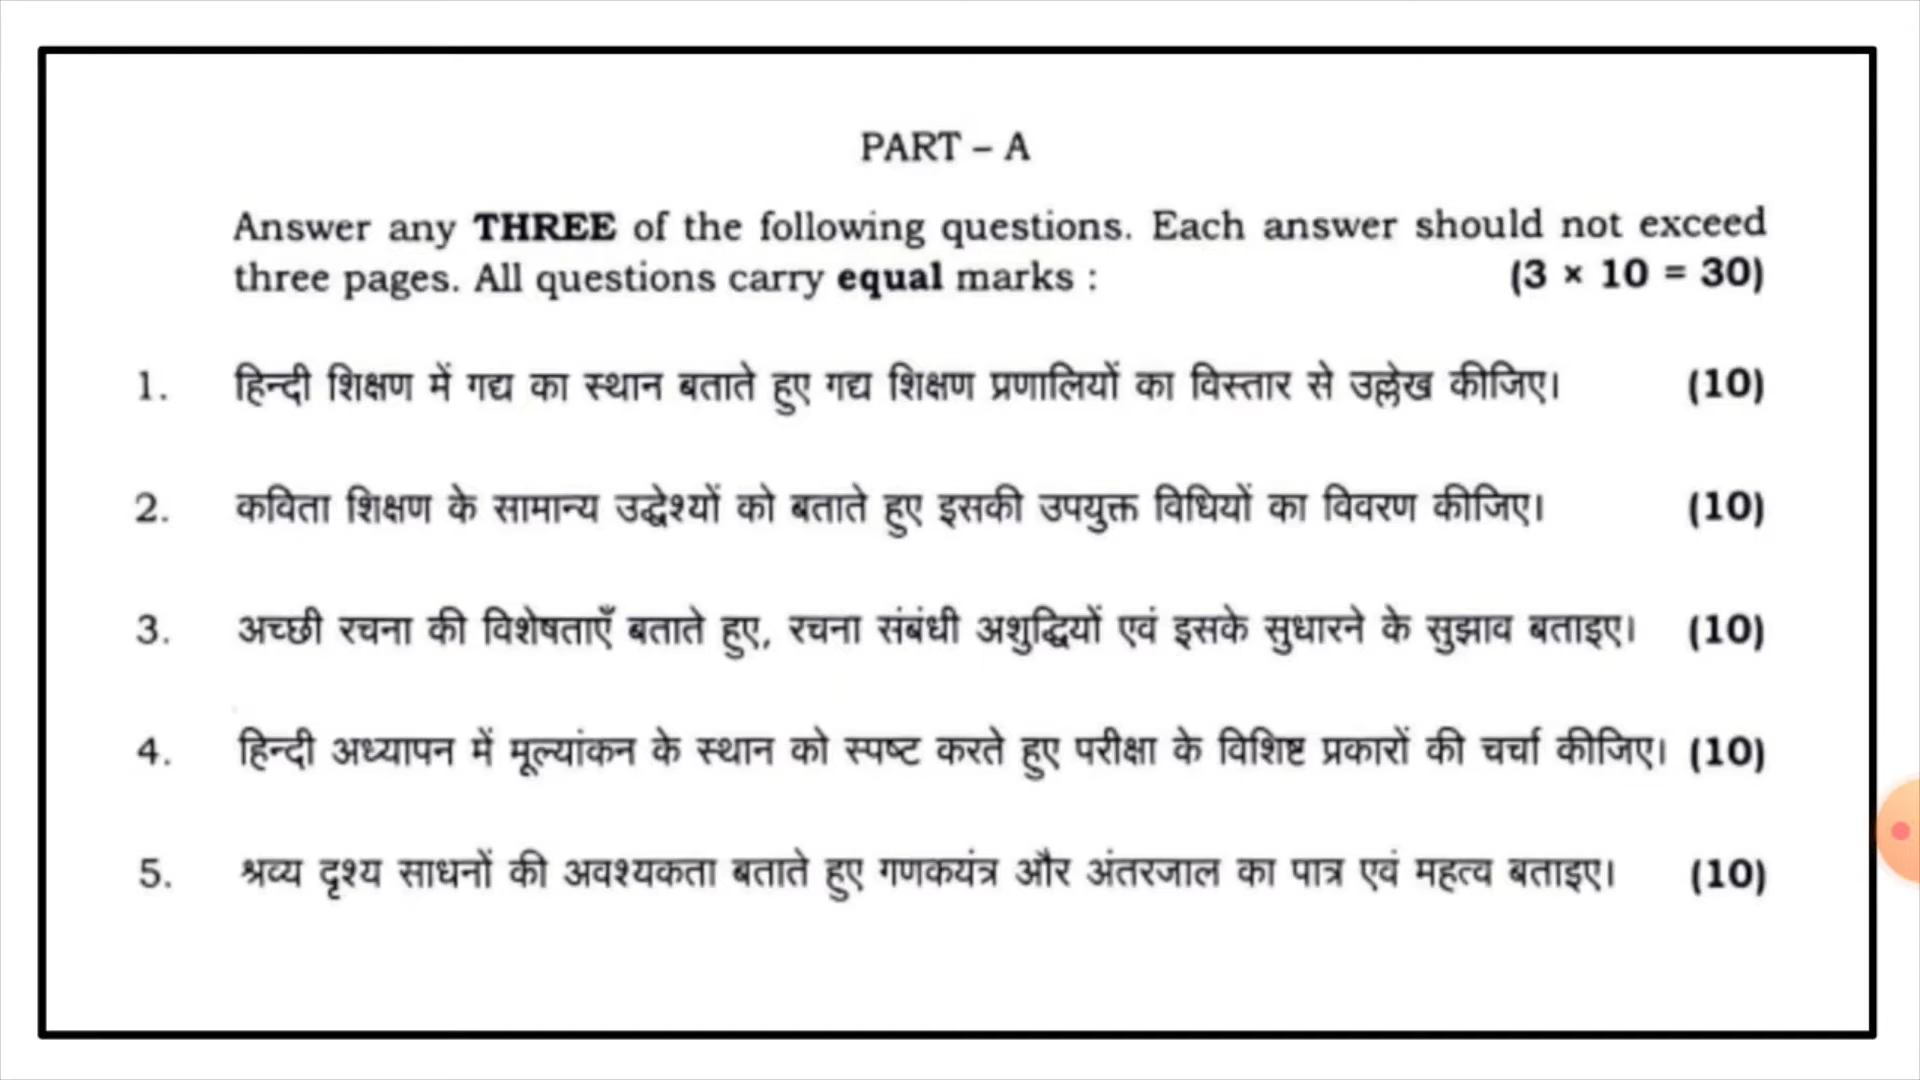 PART – A
Answer any THREE of the following questions. Each answer should not exceed
three pages. All questions carry equal marks : (3 × 10 = 30)
1. हिन्दी शिक्षण में गद्य का स्थान बताते हुए गद्य शिक्षण प्रणालियों का विस्तार से उल्लेख कीजिए। (10)
2. कविता शिक्षण के सामान्य उद्धेश्यों को बताते हुए इसकी उपयुक्त विधियों का विवरण कीजिए। (10)
3. अच्छी रचना की विशेषताएँ बताते हुए, रचना संबंधी अशुद्धियों एवं इसके सुधारने के सुझाव बताइए। (10)
4. हिन्दी अध्यापन में मूल्यांकन के स्थान को स्पष्ट करते हुए परीक्षा के विशिष्ट प्रकारों की चर्चा कीजिए। (10)
5. श्रव्य दृश्य साधनों की अवश्यकता बताते हुए गणकयंत्र और अंतरजाल का पात्र एवं महत्व बताइए। (10)